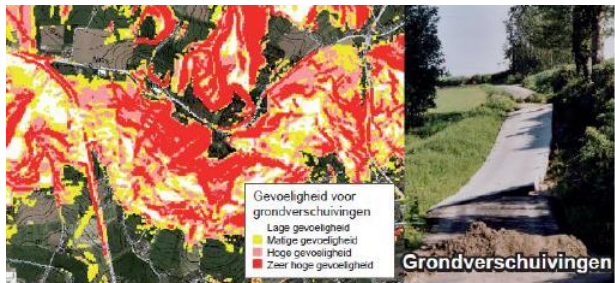 Gevoeligheid voor
grondverschuivingen
Lage gevoeligheid
Matige gevoeligheid
Hoge gevoeligheid
Zeer hoge gevoeligheid
Grondverschuivingen